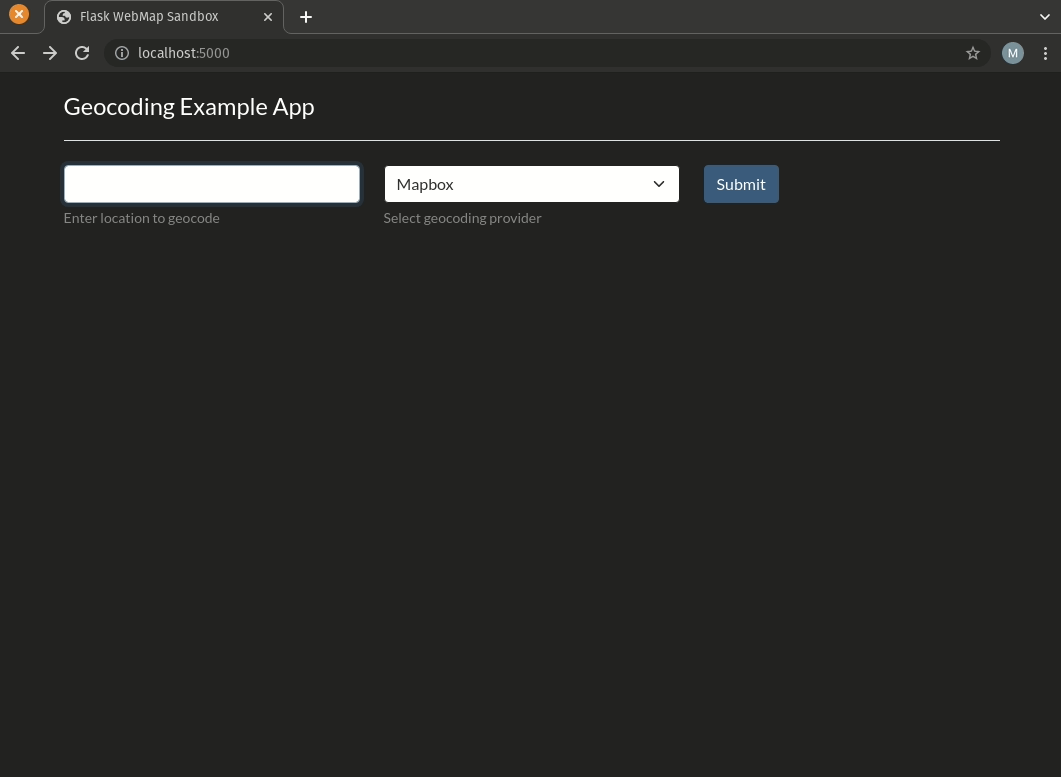 Flask WebMap Sandbox
localhost:5000
M
Geocoding Example App
Mapbox
Submit
Enter location to geocode
Select geocoding provider